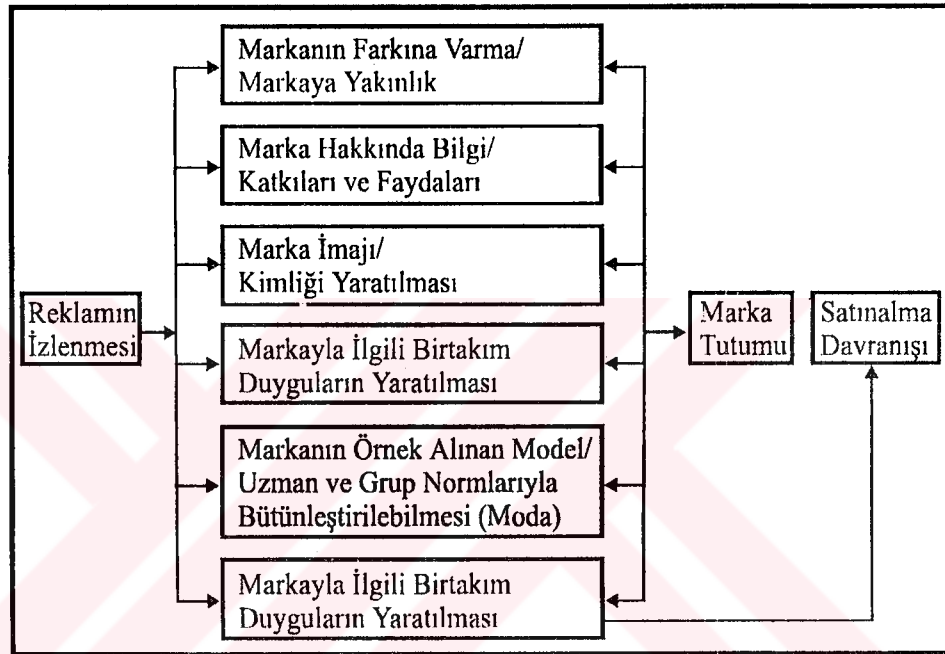 Markanın Farkına Varma/
Markaya Yakınlık
Marka Hakkında Bilgi/
Katkıları ve Faydaları
Marka İmajı/
Kimliği Yaratılması
Reklamın
İzlenmesi
Marka
Tutumu
Satınalma
Davranışı
Markayla İlgili Birtakım
Duyguların Yaratılması
Markanın Örnek Alınan Model/
Uzman ve Grup Normlarıyla
Bütünleştirilebilmesi (Moda)
Markayla İlgili Birtakım
Duyguların Yaratılması